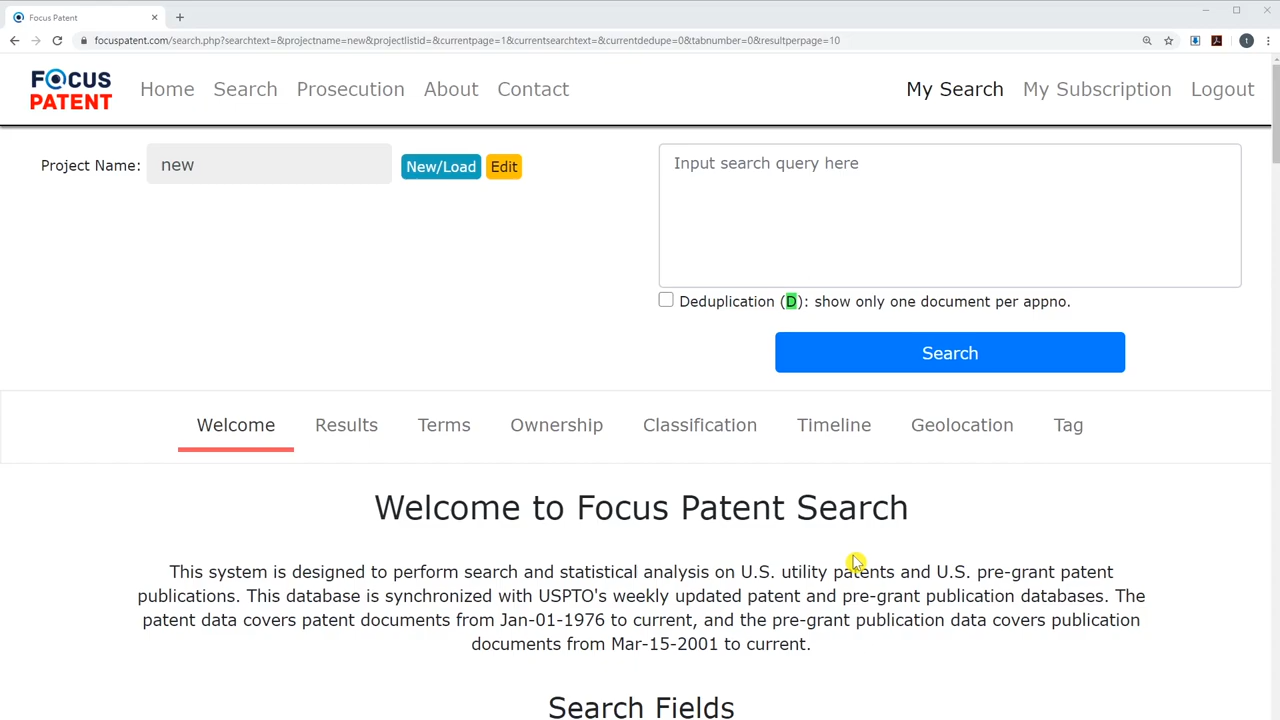 Focus Patent
focuspatent.com/search.php?searchtext=&projectname=new&projectlistid=&currentpage=1&currentsearchtext=&currentdedupe=0&tabnumber=0&resultperpage=10
FOCUS
PATENT
Home Search Prosecution About Contact My Search My Subscription Logout
Project Name: new New/Load Edit
Input search query here
Deduplication (D): show only one document per appno.
Search
Welcome Results Terms Ownership Classification Timeline Geolocation Tag
Welcome to Focus Patent Search
This system is designed to perform search and statistical analysis on U.S. utility patents and U.S. pre-grant patent
publications. This database is synchronized with USPTO's weekly updated patent and pre-grant publication databases. The
patent data covers patent documents from Jan-01-1976 to current, and the pre-grant publication data covers publication
documents from Mar-15-2001 to current.
Search Fields